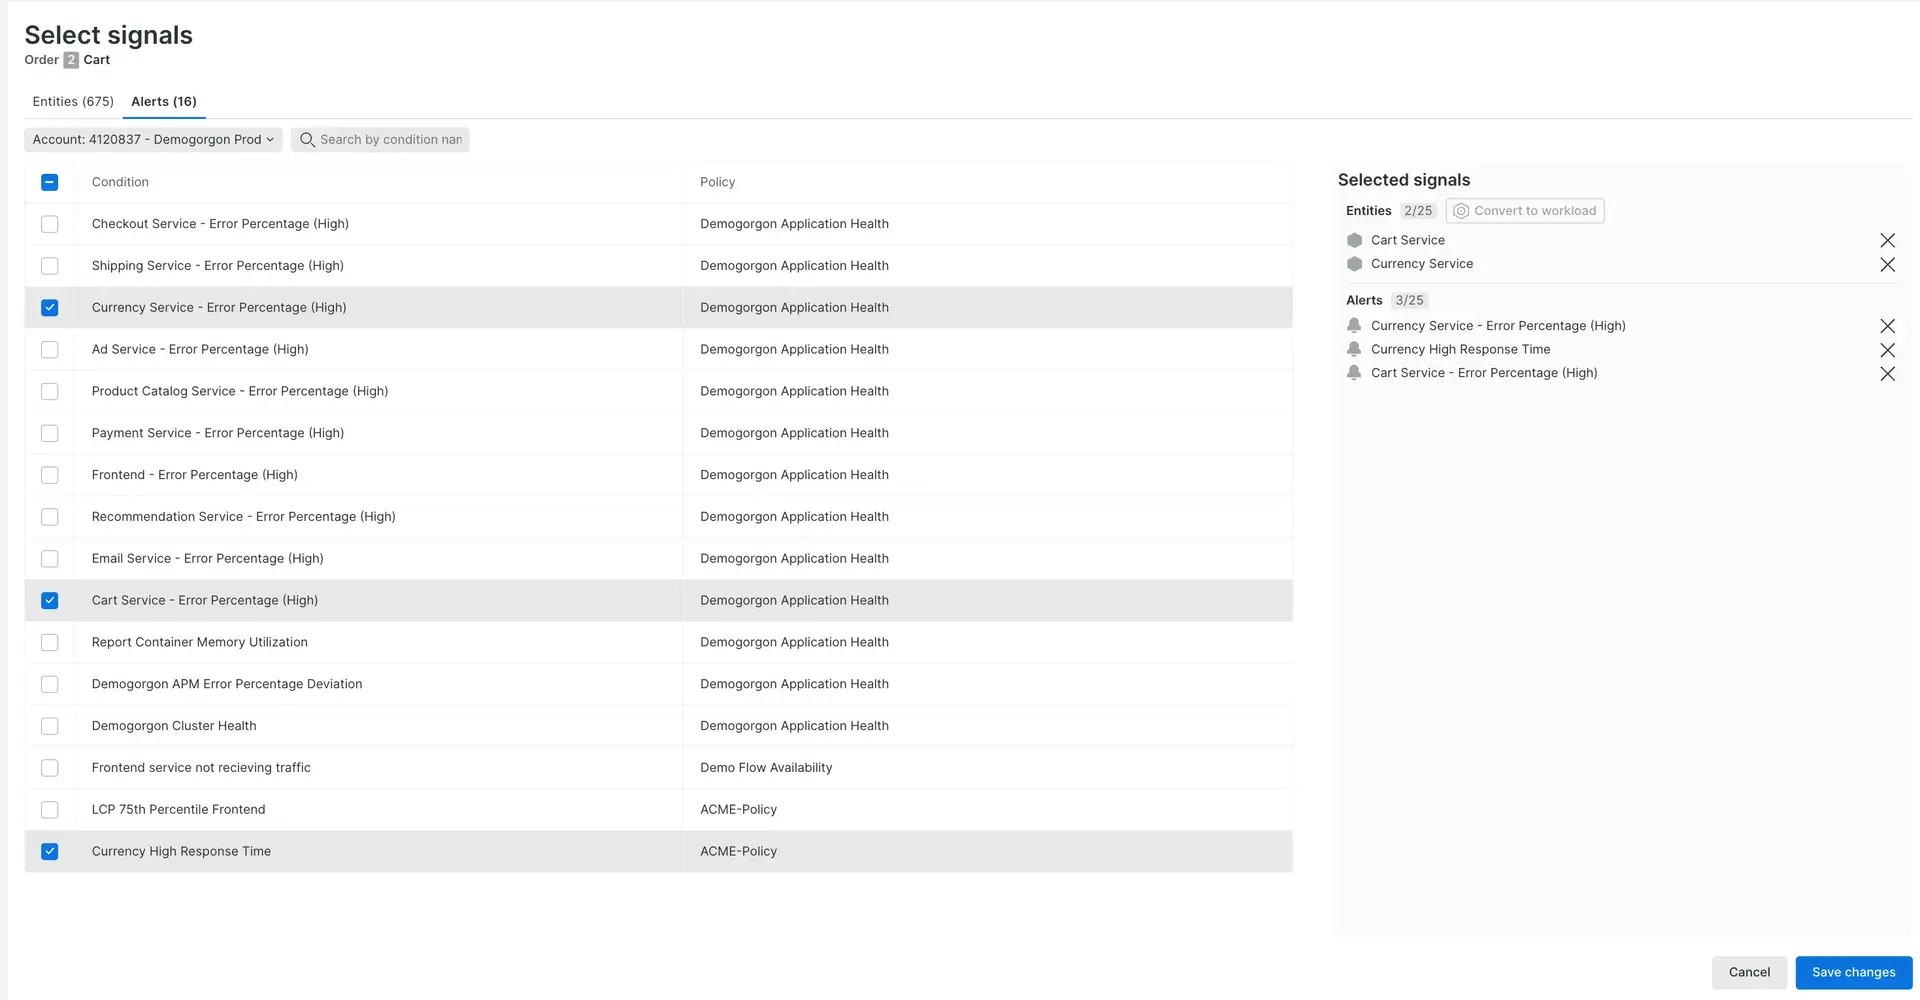 Select signals
Order 2 Cart
Entities (675) Alerts (16)
Account: 4120837 - Demogorgon Prod Search by condition nan
Condition Policy
Checkout Service - Error Percentage (High) Demogorgon Application Health
Shipping Service - Error Percentage (High) Demogorgon Application Health
Currency Service - Error Percentage (High) Demogorgon Application Health
Ad Service - Error Percentage (High) Demogorgon Application Health
Product Catalog Service - Error Percentage (High) Demogorgon Application Health
Payment Service - Error Percentage (High) Demogorgon Application Health
Frontend - Error Percentage (High) Demogorgon Application Health
Recommendation Service - Error Percentage (High) Demogorgon Application Health
Email Service - Error Percentage (High) Demogorgon Application Health
Cart Service - Error Percentage (High) Demogorgon Application Health
Report Container Memory Utilization Demogorgon Application Health
Demogorgon APM Error Percentage Deviation Demogorgon Application Health
Demogorgon Cluster Health Demogorgon Application Health
Frontend service not recieving traffic Demo Flow Availability
LCP 75th Percentile Frontend ACME-Policy
Currency High Response Time ACME-Policy
Selected signals
Entities 2/25 Convert to workload
Cart Service
Currency Service
Alerts 3/25
Currency Service - Error Percentage (High)
Currency High Response Time
Cart Service - Error Percentage (High)
Cancel Save changes